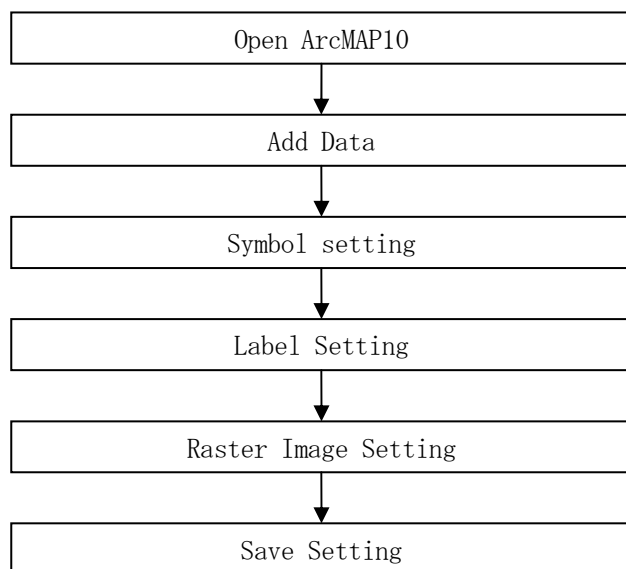 Open ArcMAP10
Add Data
Symbol setting
Label Setting
Raster Image Setting
Save Setting